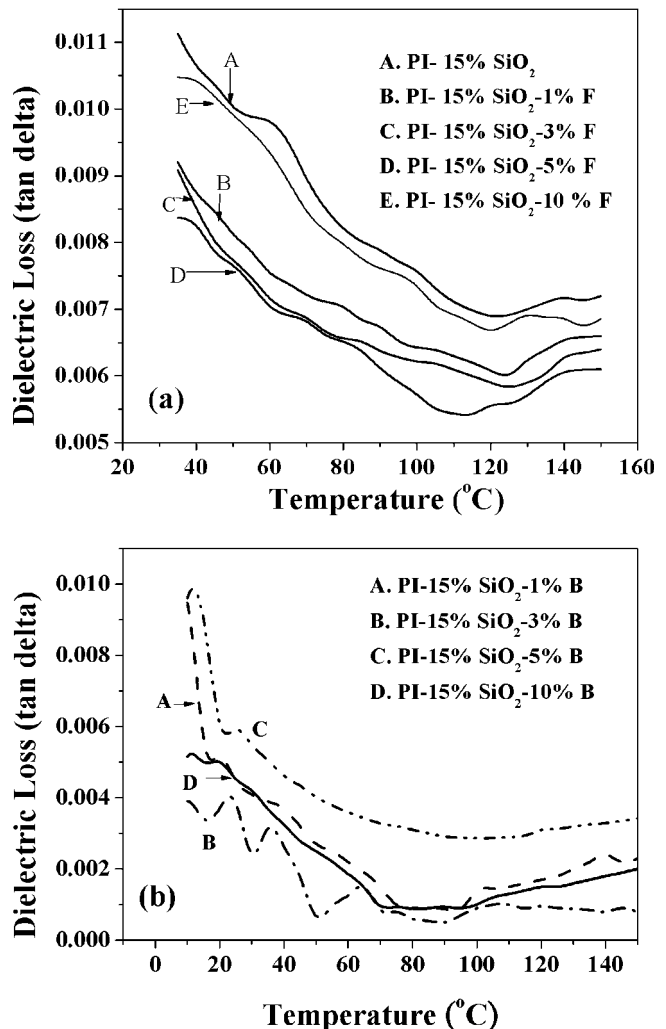 0.011
0.010
0.009
0.008
0.007
0.006
0.005
Dielectric Loss (tan delta)
A
E
B
C
D
A. PI- 15% SiO₂
B. PI- 15% SiO₂-1% F
C. PI- 15% SiO₂-3% F
D. PI- 15% SiO₂-5% F
E. PI- 15% SiO₂-10 % F
(a)
20 40 60 80 100 120 140 160
Temperature (°C)
0.010
0.008
0.006
0.004
0.002
0.000
Dielectric Loss (tan delta)
A
C
D
B
A. PI-15% SiO₂-1% B
B. PI-15% SiO₂-3% B
C. PI-15% SiO₂-5% B
D. PI-15% SiO₂-10% B
(b)
0 20 40 60 80 100 120 140
Temperature (°C)